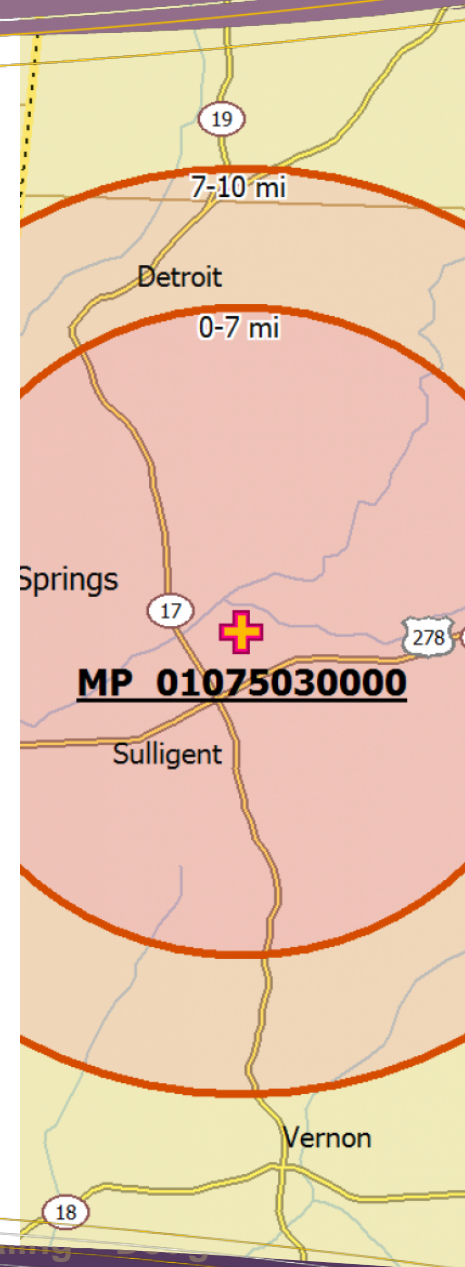 19
7-10 mi
Detroit
0-7 mi
Springs
17
278
MP 01075030000
Sulligent
Vernon
18